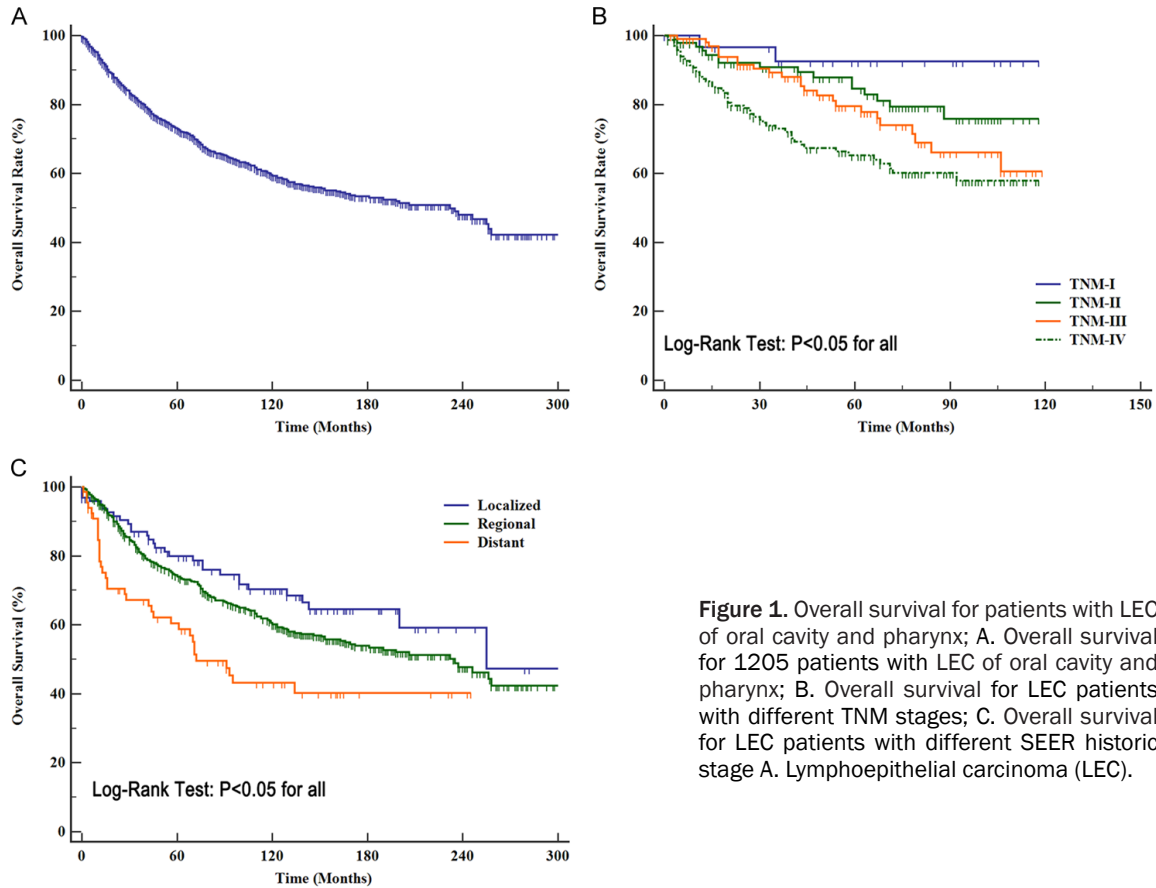 A
100
80
60
40
20
0
Overall Survival Rate (%)
0 60 120 180 240 300
Time (Months)
B
100
80
60
40
20
0
Overall Survival Rate (%)
TNM-I
TNM-II
TNM-III
TNM-IV
Log-Rank Test: P<0.05 for all
0 30 60 90 120 150
Time (Months)
C
100
80
60
40
20
0
Overall Survival (%)
Localized
Regional
Distant
Log-Rank Test: P<0.05 for all
0 60 120 180 240 300
Time (Months)
Figure 1. Overall survival for patients with LEC
of oral cavity and pharynx; A. Overall survival
for 1205 patients with LEC of oral cavity and
pharynx; B. Overall survival for LEC patients
with different TNM stages; C. Overall survival
for LEC patients with different SEER historic
stage A. Lymphoepithelial carcinoma (LEC).